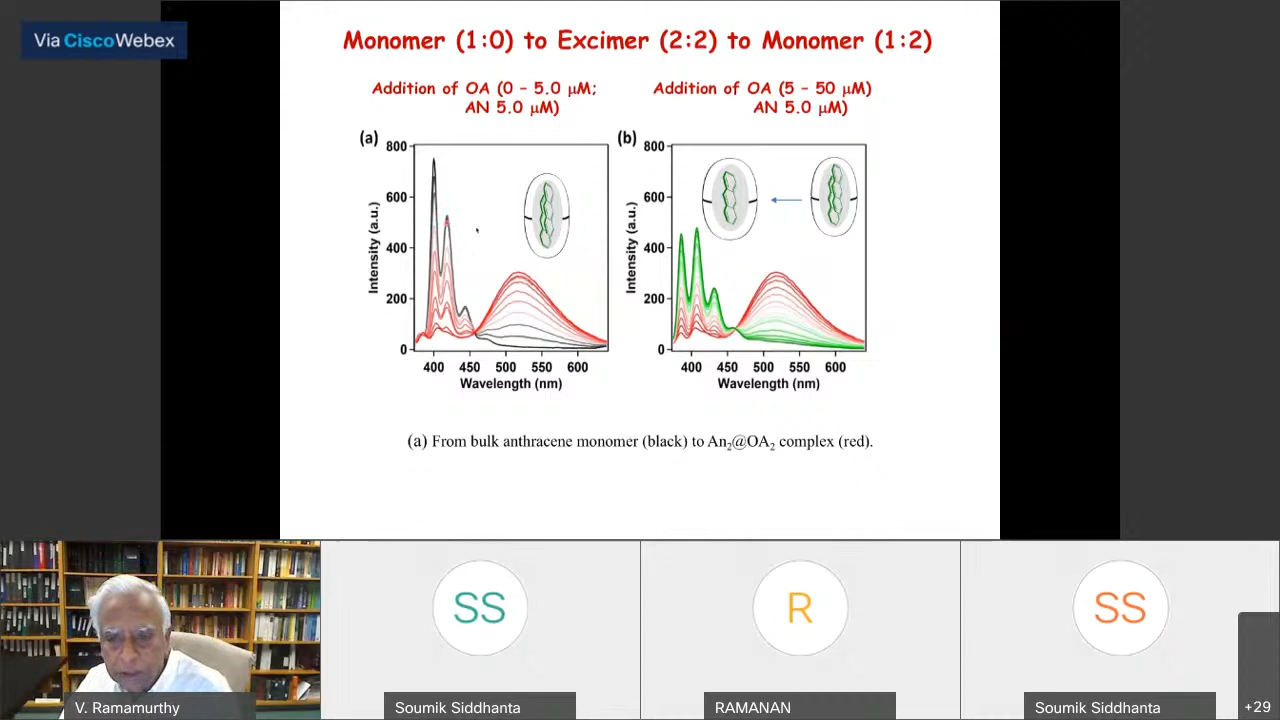 Via CiscoWebex
Monomer (1:0) to Excimer (2:2) to Monomer (1:2)
Addition of OA (0 – 5.0 μM;
AN 5.0 μM)
Addition of OA (5 – 50 μM)
AN 5.0 μM)
(a)
800
600
400
200
0
Intensity (a.u.)
400 450 500 550 600
Wavelength (nm)
(b)
800
600
400
200
0
Intensity (a.u.)
400 450 500 550 600
Wavelength (nm)
(a) From bulk anthracene monomer (black) to An₂@OA₂ complex (red).
V. Ramamurthy
SS
Soumik Siddhanta
R
RAMANAN
SS
Soumik Siddhanta
+29